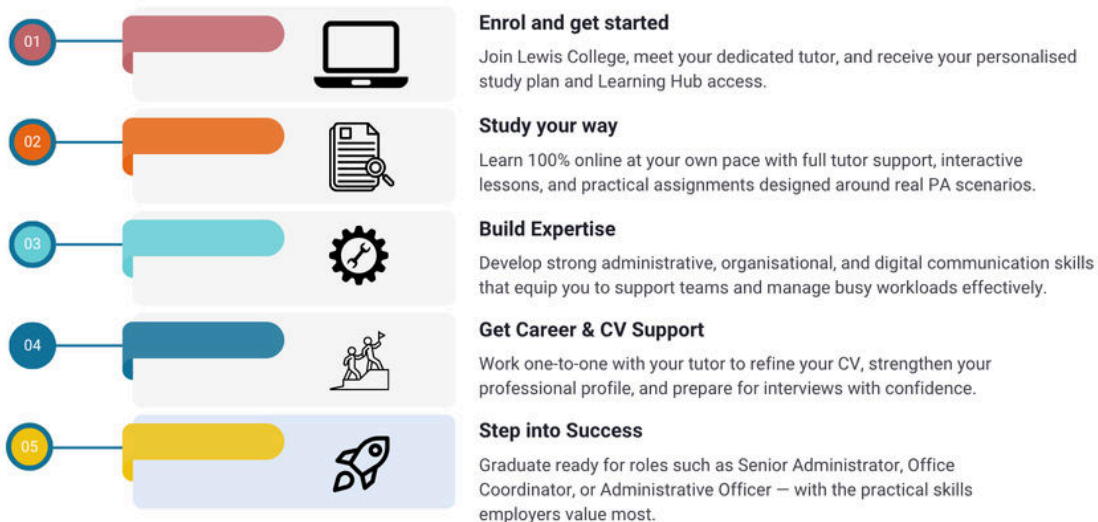 01
Enrol and get started
Join Lewis College, meet your dedicated tutor, and receive your personalised
study plan and Learning Hub access.
02
Study your way
Learn 100% online at your own pace with full tutor support, interactive
lessons, and practical assignments designed around real PA scenarios.
03
Build Expertise
Develop strong administrative, organisational, and digital communication skills
that equip you to support teams and manage busy workloads effectively.
04
Get Career & CV Support
Work one-to-one with your tutor to refine your CV, strengthen your
professional profile, and prepare for interviews with confidence.
05
Step into Success
Graduate ready for roles such as Senior Administrator, Office
Coordinator, or Administrative Officer — with the practical skills
employers value most.